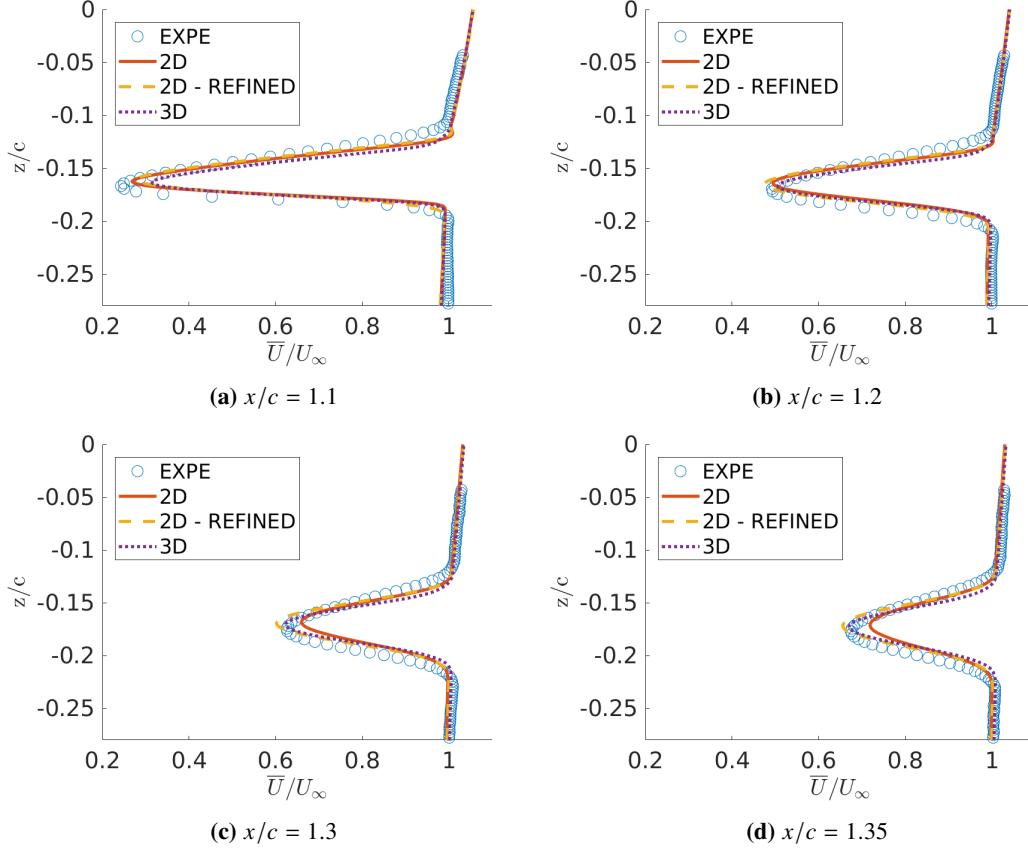 0
-0.05
-0.1
-0.15
-0.2
-0.25
z/c
EXPE
2D
2D - REFINED
3D
0.2 0.4 0.6 0.8 1
U̅/U∞
(a) x/c = 1.1
0
-0.05
-0.1
-0.15
-0.2
-0.25
z/c
EXPE
2D
2D - REFINED
3D
0.2 0.4 0.6 0.8 1
U̅/U∞
(b) x/c = 1.2
0
-0.05
-0.1
-0.15
-0.2
-0.25
z/c
EXPE
2D
2D - REFINED
3D
0.2 0.4 0.6 0.8 1
U̅/U∞
(c) x/c = 1.3
0
-0.05
-0.1
-0.15
-0.2
-0.25
z/c
EXPE
2D
2D - REFINED
3D
0.2 0.4 0.6 0.8 1
U̅/U∞
(d) x/c = 1.35